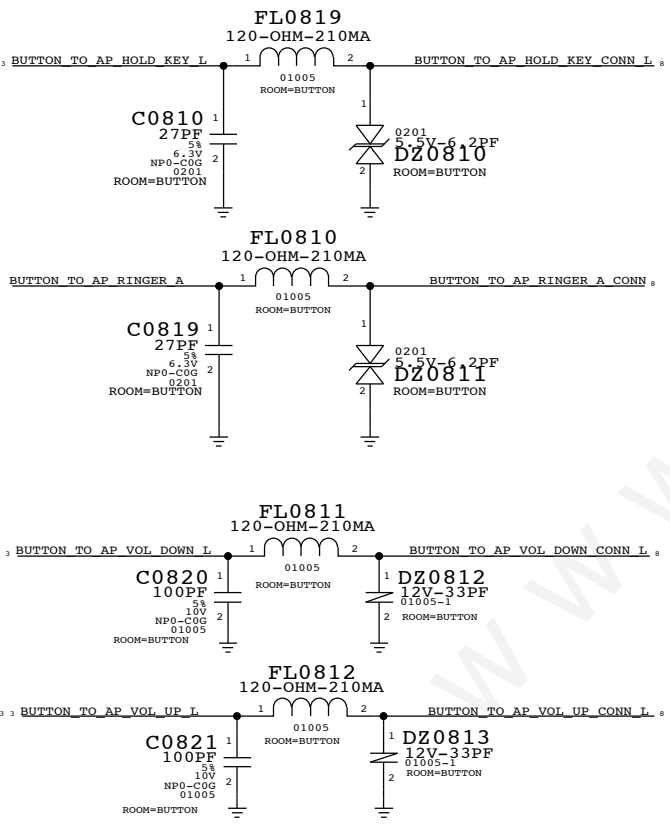 FL0819
120-OHM-210MA
3 BUTTON_TO_AP_HOLD_KEY_L 1 2 BUTTON_TO_AP_HOLD_KEY_CONN_L 8
01005
ROOM=BUTTON
C0810 1
27PF
5%
6.3V
NP0-C0G
0201
ROOM=BUTTON
2
1
0201
5.5V-6.2PF
DZ0810
2 ROOM=BUTTON
FL0810
120-OHM-210MA
BUTTON_TO_AP_RINGER_A 1 2 BUTTON_TO_AP_RINGER_A_CONN 8
01005
ROOM=BUTTON
C0819 1
27PF
5%
6.3V
NP0-C0G
0201
ROOM=BUTTON
2
1
0201
5.5V-6.2PF
DZ0811
2 ROOM=BUTTON
FL0811
120-OHM-210MA
3 BUTTON_TO_AP_VOL_DOWN_L 1 2 BUTTON_TO_AP_VOL_DOWN_CONN_L 8
01005
ROOM=BUTTON
C0820 1
100PF
5%
10V
NP0-C0G
01005
ROOM=BUTTON
2
1 DZ0812
12V-33PF
01005-1
2 ROOM=BUTTON
FL0812
120-OHM-210MA
3 3 BUTTON_TO_AP_VOL_UP_L 1 2 BUTTON_TO_AP_VOL_UP_CONN_L 8
01005
ROOM=BUTTON
C0821 1
100PF
5%
10V
NP0-C0G
01005
ROOM=BUTTON
2
1 DZ0813
12V-33PF
01005-1
2 ROOM=BUTTON
w w